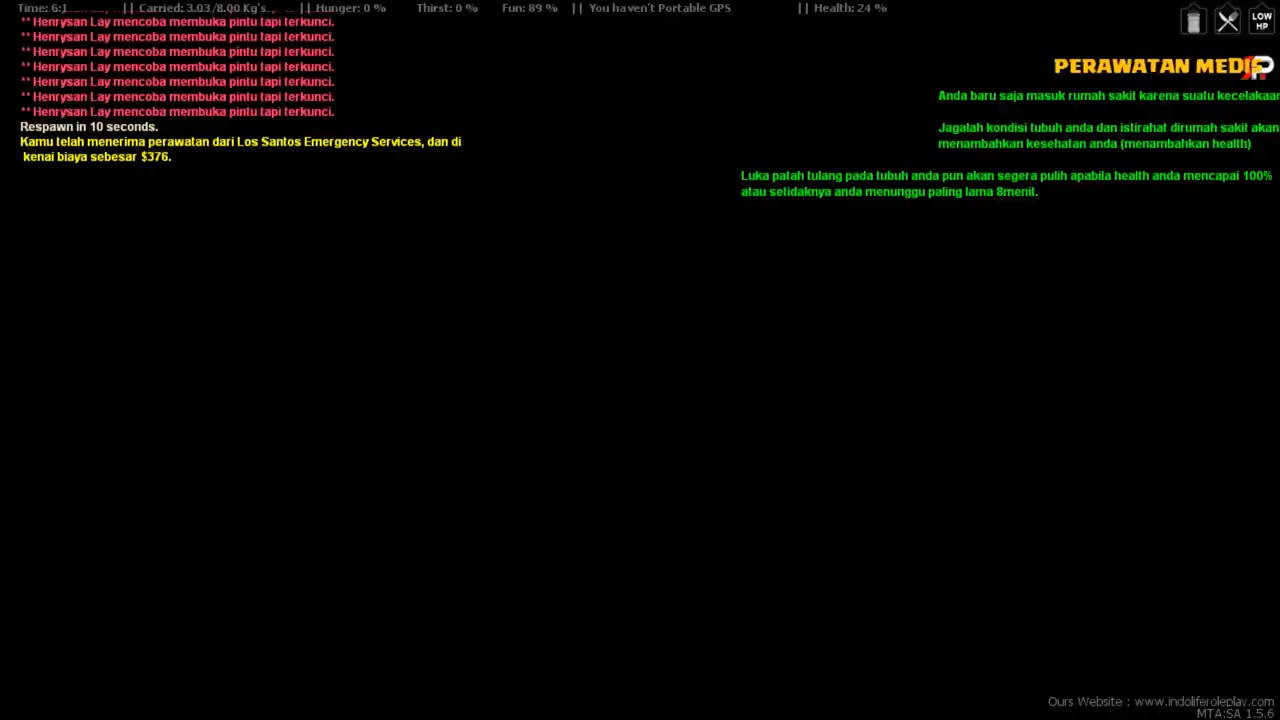 Time: 6:1 || Carried: 3.03/8.00 Kg's || Hunger: 0 % Thirst: 0 % Fun: 89 % || You haven't Portable GPS || Health: 24 %
** Henrysan Lay mencoba membuka pintu tapi terkunci.
** Henrysan Lay mencoba membuka pintu tapi terkunci.
** Henrysan Lay mencoba membuka pintu tapi terkunci.
** Henrysan Lay mencoba membuka pintu tapi terkunci.
** Henrysan Lay mencoba membuka pintu tapi terkunci.
** Henrysan Lay mencoba membuka pintu tapi terkunci.
** Henrysan Lay mencoba membuka pintu tapi terkunci.
Respawn in 10 seconds.
Kamu telah menerima perawatan dari Los Santos Emergency Services, dan di
kenai biaya sebesar $376.
LOW
HP
PERAWATAN MEDIS
Anda baru saja masuk rumah sakit karena suatu kecelakaan
Jagalah kondisi tubuh anda dan istirahat dirumah sakit akan
menambahkan kesehatan anda (menambahkan health)
Luka patah tulang pada tubuh anda pun akan segera pulih apabila health anda mencapai 100%
atau setidaknya anda menunggu paling lama 8menit.
Ours Website : www.indoliferoleplay.com
MTA:SA 1.5.6